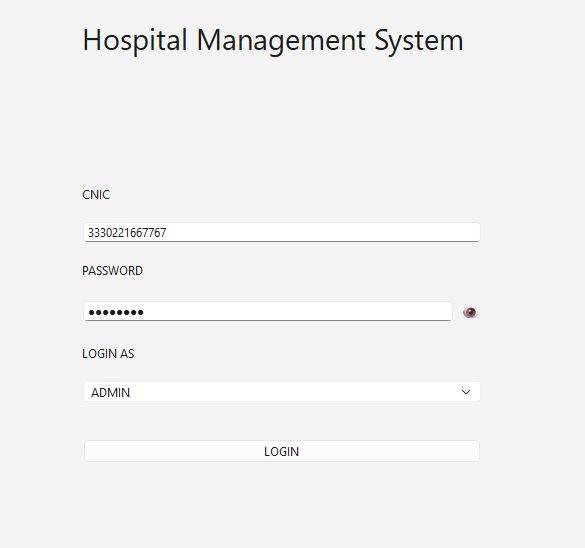 Hospital Management System
CNIC
3330221667767
PASSWORD
●●●●●●●●
LOGIN AS
ADMIN
LOGIN